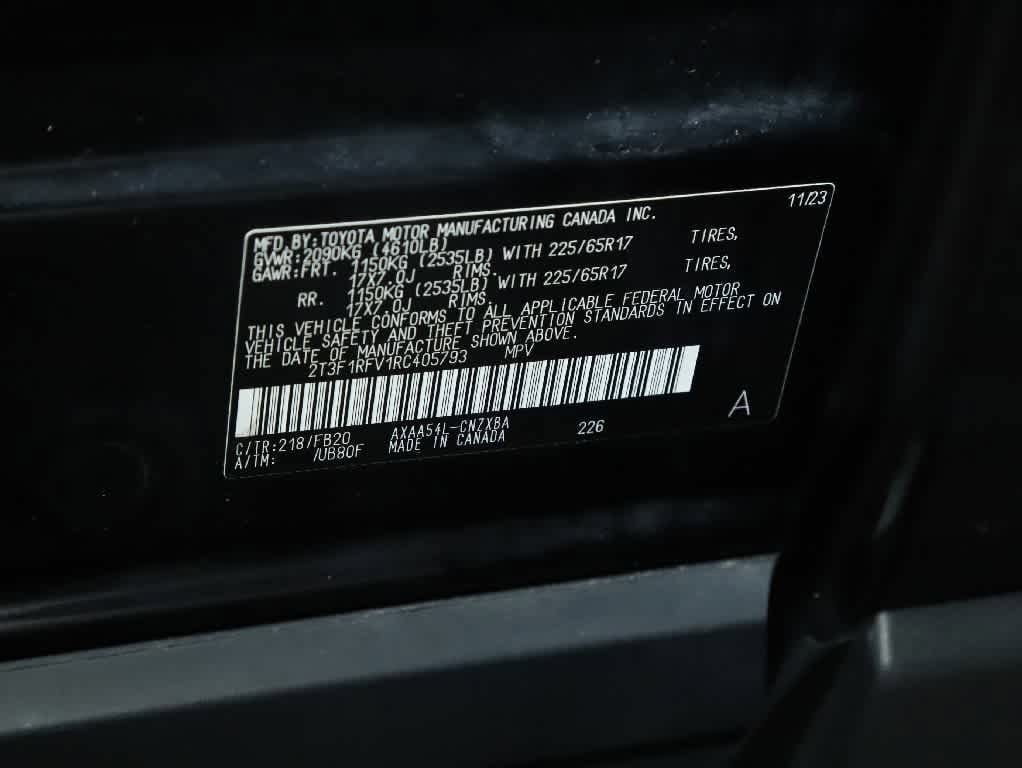 11/23
MFD.BY:TOYOTA MOTOR MANUFACTURING CANADA INC.
GVWR:2090KG (4610LB)
GAWR:FRT. 1150KG (2535LB) WITH 225/65R17 TIRES,
17X7.0J RIMS.
RR. 1150KG (2535LB) WITH 225/65R17 TIRES,
17X7.0J RIMS.
THIS VEHICLE CONFORMS TO ALL APPLICABLE FEDERAL MOTOR
VEHICLE SAFETY AND THEFT PREVENTION STANDARDS IN EFFECT ON
THE DATE OF MANUFACTURE SHOWN ABOVE.
2T3F1RFV1RC405793 MPV
C/TR:218/FB20 AXAA54L-CNZXBA 226 A
A/TM: /UB80F MADE IN CANADA